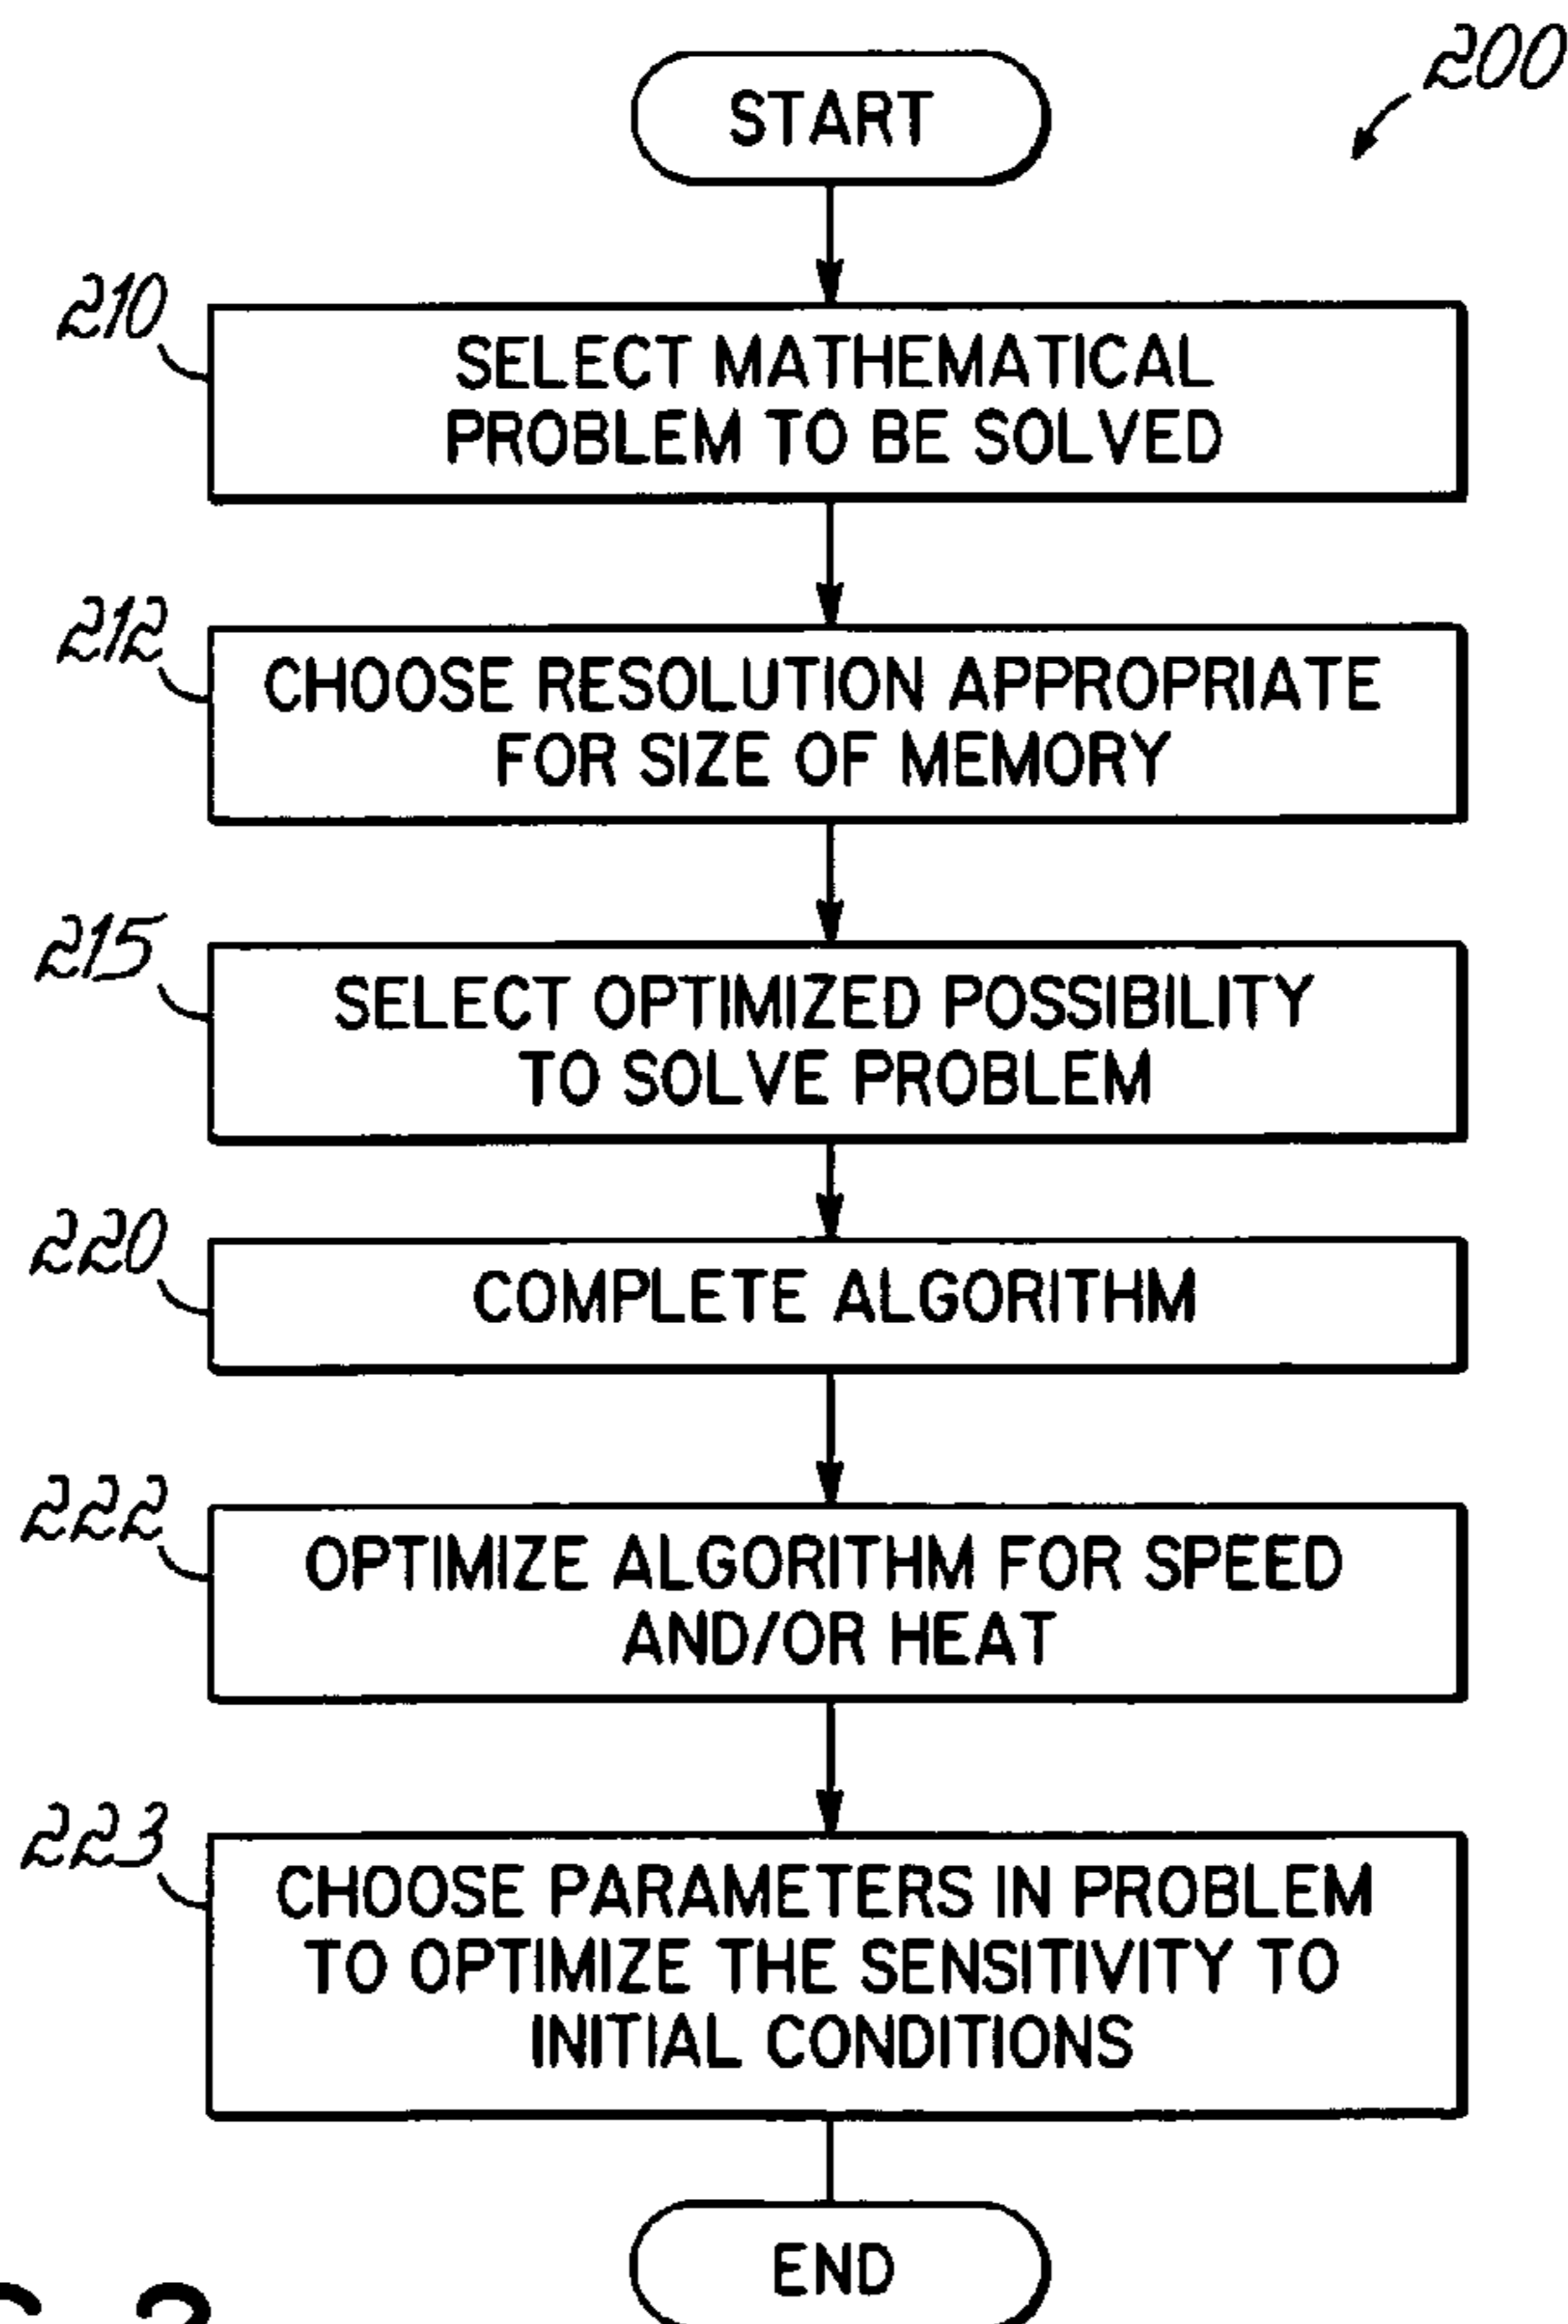 200
START
210
SELECT MATHEMATICAL
PROBLEM TO BE SOLVED
212
CHOOSE RESOLUTION APPROPRIATE
FOR SIZE OF MEMORY
215
SELECT OPTIMIZED POSSIBILITY
TO SOLVE PROBLEM
220
COMPLETE ALGORITHM
222
OPTIMIZE ALGORITHM FOR SPEED
AND/OR HEAT
223
CHOOSE PARAMETERS IN PROBLEM
TO OPTIMIZE THE SENSITIVITY TO
INITIAL CONDITIONS
END